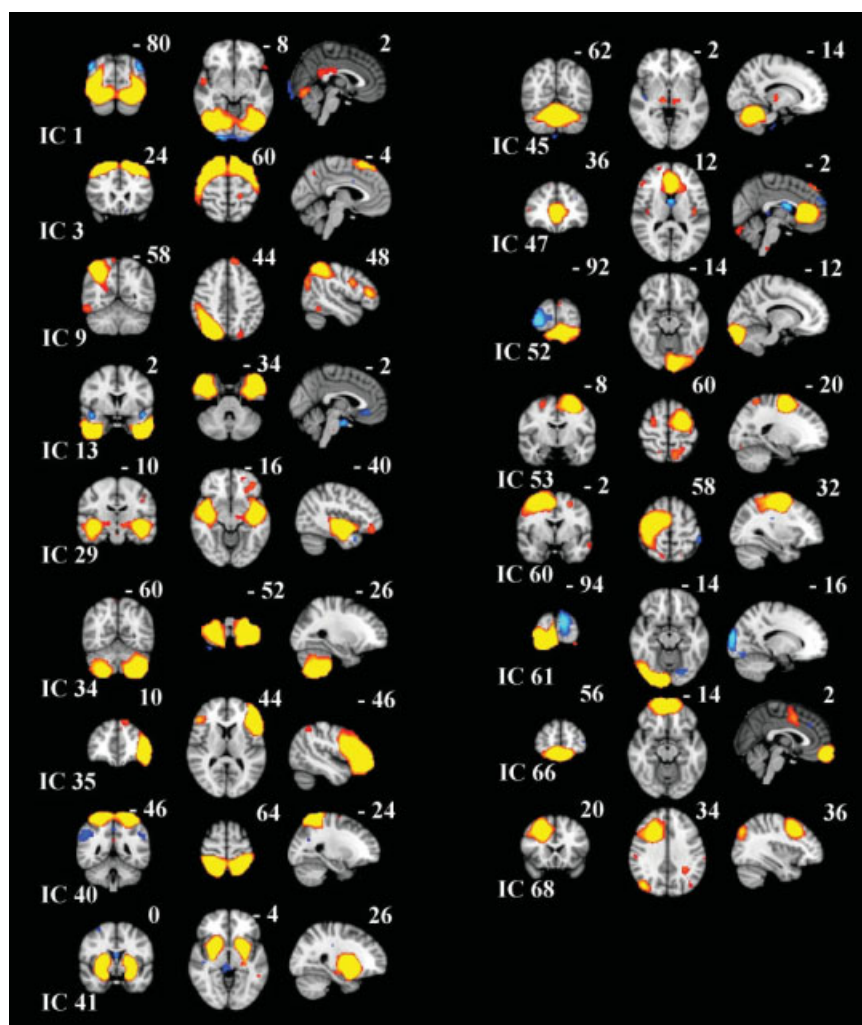 - 80 - 8 2
IC 1
24 60 - 4
IC 3
- 58 44 48
IC 9
2 - 34 - 2
IC 13
- 10 - 16 - 40
IC 29
- 60 - 52 - 26
IC 34
10 44 - 46
IC 35
- 46 64 - 24
IC 40
0 - 4 26
IC 41
- 62 - 2 - 14
IC 45
36 12 - 2
IC 47
- 92 - 14 - 12
IC 52
- 8 60 - 20
IC 53
- 2 58 32
IC 60
- 94 - 14 - 16
IC 61
56 - 14 2
IC 66
20 34 36
IC 68